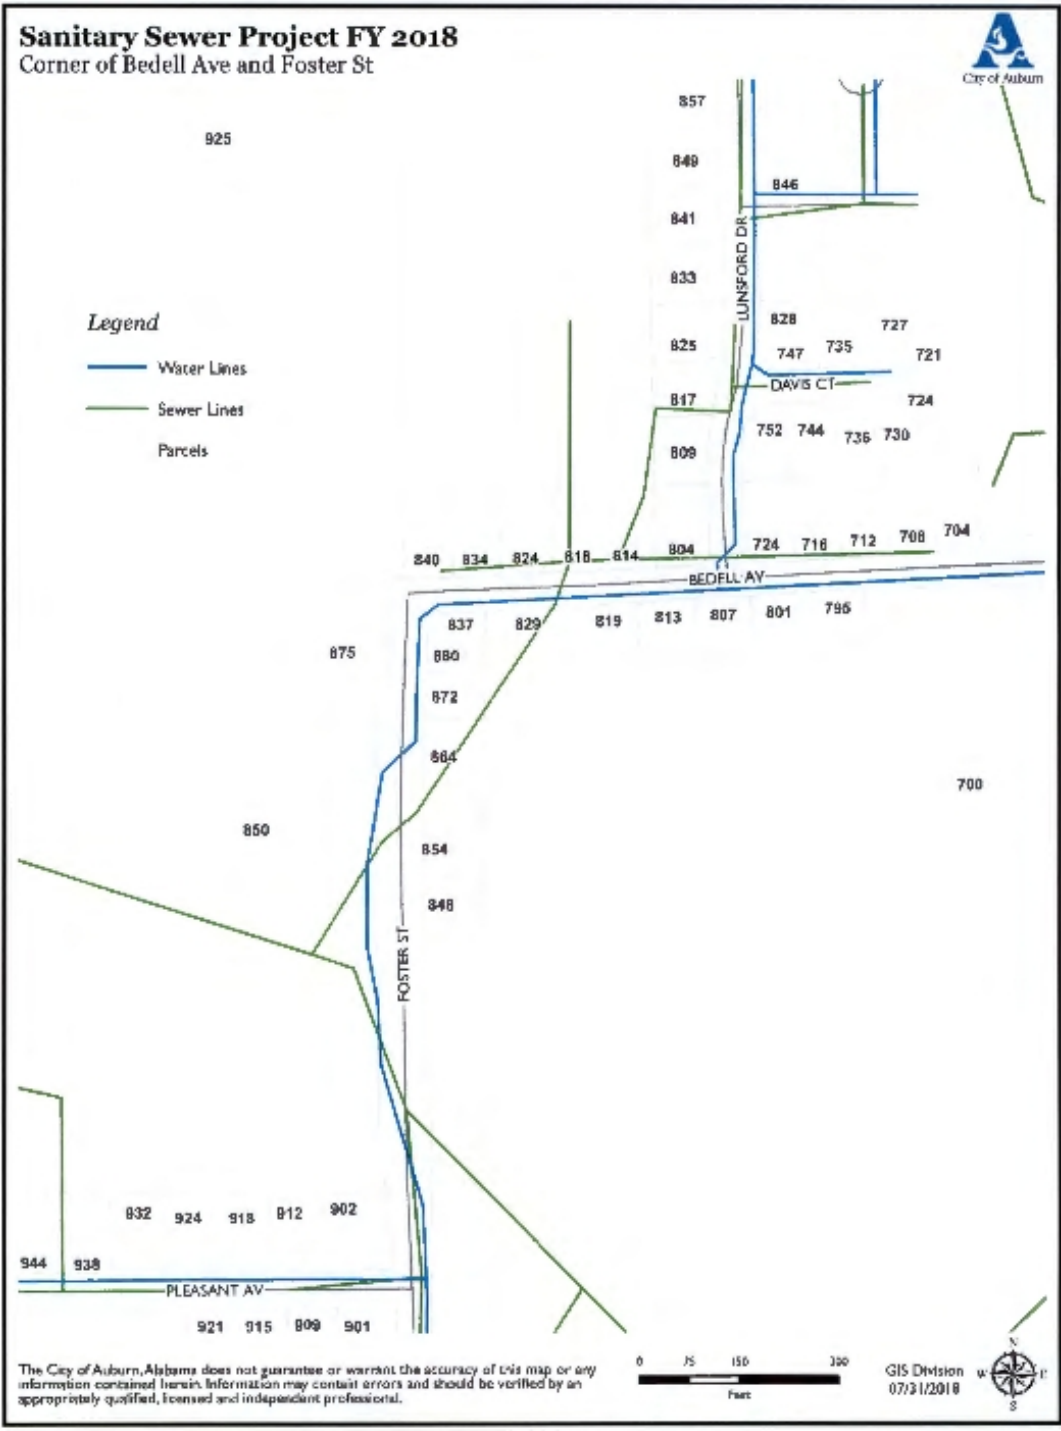 Sanitary Sewer Project FY 2018
Corner of Bedell Ave and Foster St
City of Auburn
857
925
849
846
841
LUNSFORD DR
833
828
727
Legend
825
747
735
721
Water Lines
DAVIS CT
817
724
Sewer Lines
752
744
736
730
Parcels
809
840
834
824
818
814
804
724
716
712
708
704
BEDELL AV
837
829
819
813
807
801
795
875
880
872
864
700
850
854
848
FOSTER ST
932
924
918
912
902
944
938
PLEASANT AV
921
915
909
901
The City of Auburn, Alabama does not guarantee or warrant the accuracy of this map or any
information contained herein. Information may contain errors and should be verified by an
appropriately qualified, licensed and independent professional.
0 75 150 300
Feet
GIS Division
07/31/2018
N
W E
S